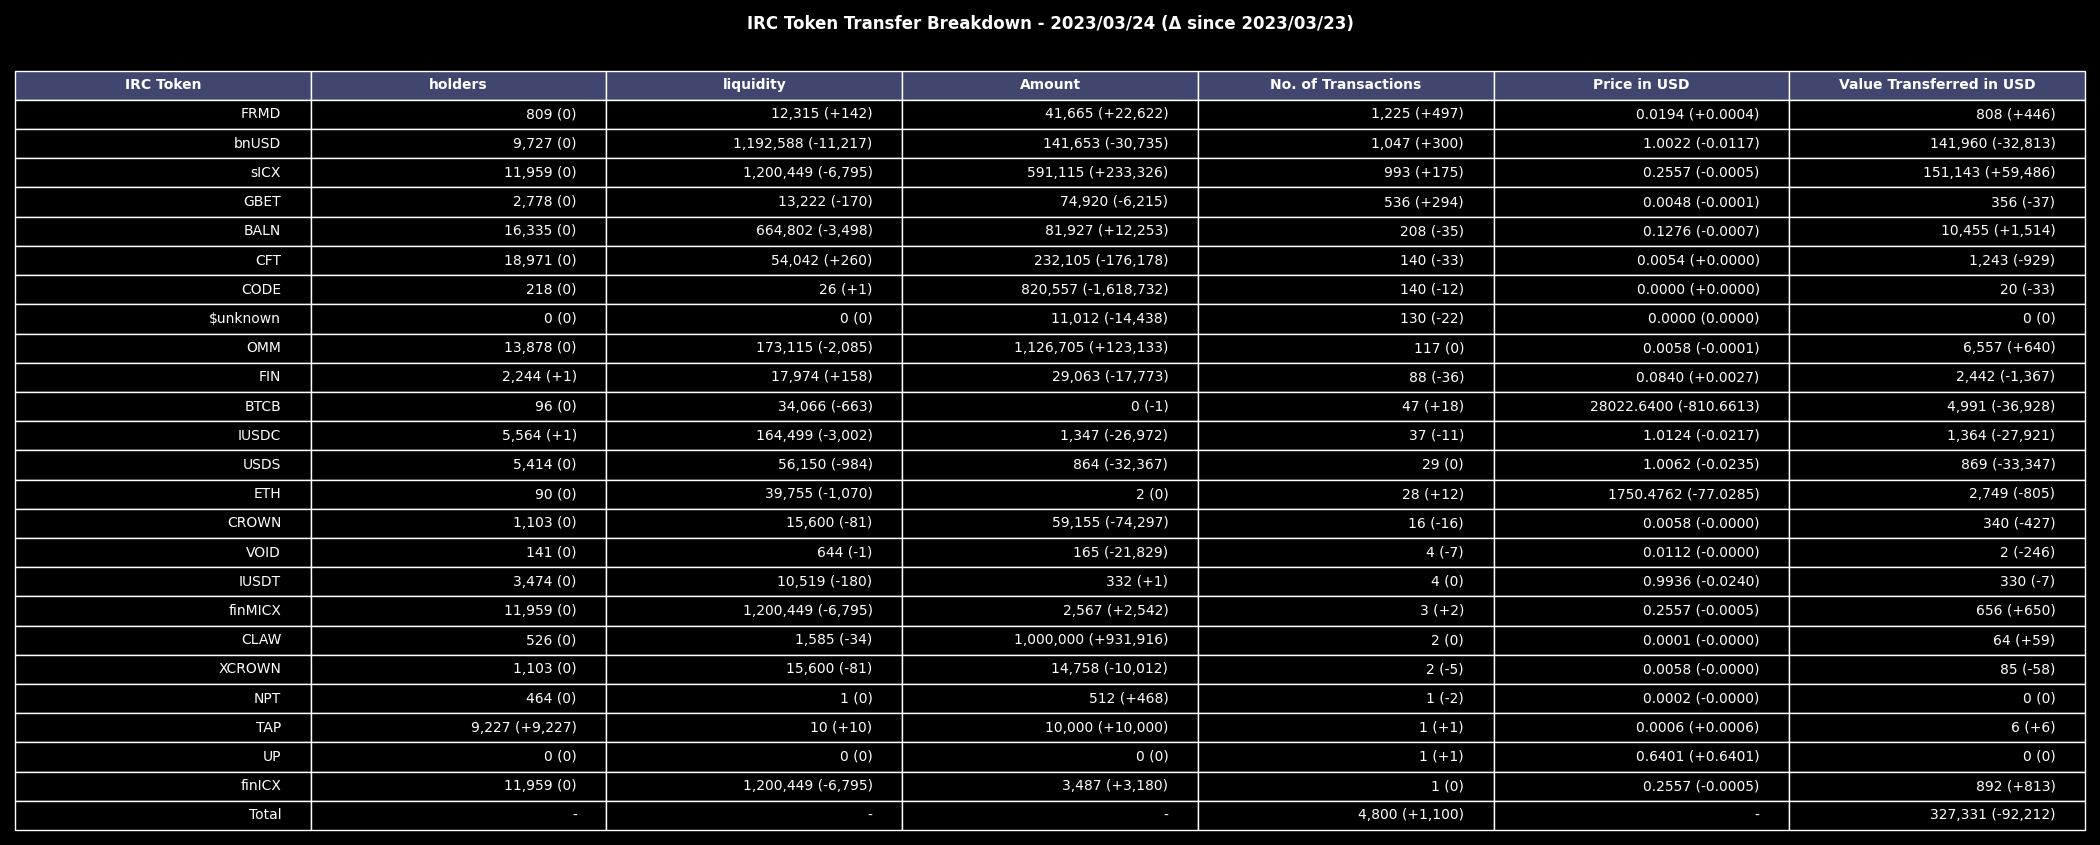 IRC Token Transfer Breakdown - 2023/03/24 (Δ since 2023/03/23)
IRC Token holders liquidity Amount No. of Transactions Price in USD Value Transferred in USD
FRMD 809 (0) 12,315 (+142) 41,665 (+22,622) 1,225 (+497) 0.0194 (+0.0004) 808 (+446)
bnUSD 9,727 (0) 1,192,588 (-11,217) 141,653 (-30,735) 1,047 (+300) 1.0022 (-0.0117) 141,960 (-32,813)
sICX 11,959 (0) 1,200,449 (-6,795) 591,115 (+233,326) 993 (+175) 0.2557 (-0.0005) 151,143 (+59,486)
GBET 2,778 (0) 13,222 (-170) 74,920 (-6,215) 536 (+294) 0.0048 (-0.0001) 356 (-37)
BALN 16,335 (0) 664,802 (-3,498) 81,927 (+12,253) 208 (-35) 0.1276 (-0.0007) 10,455 (+1,514)
CFT 18,971 (0) 54,042 (+260) 232,105 (-176,178) 140 (-33) 0.0054 (+0.0000) 1,243 (-929)
CODE 218 (0) 26 (+1) 820,557 (-1,618,732) 140 (-12) 0.0000 (+0.0000) 20 (-33)
$unknown 0 (0) 0 (0) 11,012 (-14,438) 130 (-22) 0.0000 (0.0000) 0 (0)
OMM 13,878 (0) 173,115 (-2,085) 1,126,705 (+123,133) 117 (0) 0.0058 (-0.0001) 6,557 (+640)
FIN 2,244 (+1) 17,974 (+158) 29,063 (-17,773) 88 (-36) 0.0840 (+0.0027) 2,442 (-1,367)
BTCB 96 (0) 34,066 (-663) 0 (-1) 47 (+18) 28022.6400 (-810.6613) 4,991 (-36,928)
IUSDC 5,564 (+1) 164,499 (-3,002) 1,347 (-26,972) 37 (-11) 1.0124 (-0.0217) 1,364 (-27,921)
USDS 5,414 (0) 56,150 (-984) 864 (-32,367) 29 (0) 1.0062 (-0.0235) 869 (-33,347)
ETH 90 (0) 39,755 (-1,070) 2 (0) 28 (+12) 1750.4762 (-77.0285) 2,749 (-805)
CROWN 1,103 (0) 15,600 (-81) 59,155 (-74,297) 16 (-16) 0.0058 (-0.0000) 340 (-427)
VOID 141 (0) 644 (-1) 165 (-21,829) 4 (-7) 0.0112 (-0.0000) 2 (-246)
IUSDT 3,474 (0) 10,519 (-180) 332 (+1) 4 (0) 0.9936 (-0.0240) 330 (-7)
finMICX 11,959 (0) 1,200,449 (-6,795) 2,567 (+2,542) 3 (+2) 0.2557 (-0.0005) 656 (+650)
CLAW 526 (0) 1,585 (-34) 1,000,000 (+931,916) 2 (0) 0.0001 (-0.0000) 64 (+59)
XCROWN 1,103 (0) 15,600 (-81) 14,758 (-10,012) 2 (-5) 0.0058 (-0.0000) 85 (-58)
NPT 464 (0) 1 (0) 512 (+468) 1 (-2) 0.0002 (-0.0000) 0 (0)
TAP 9,227 (+9,227) 10 (+10) 10,000 (+10,000) 1 (+1) 0.0006 (+0.0006) 6 (+6)
UP 0 (0) 0 (0) 0 (0) 1 (+1) 0.6401 (+0.6401) 0 (0)
finICX 11,959 (0) 1,200,449 (-6,795) 3,487 (+3,180) 1 (0) 0.2557 (-0.0005) 892 (+813)
Total - - - 4,800 (+1,100) - 327,331 (-92,212)